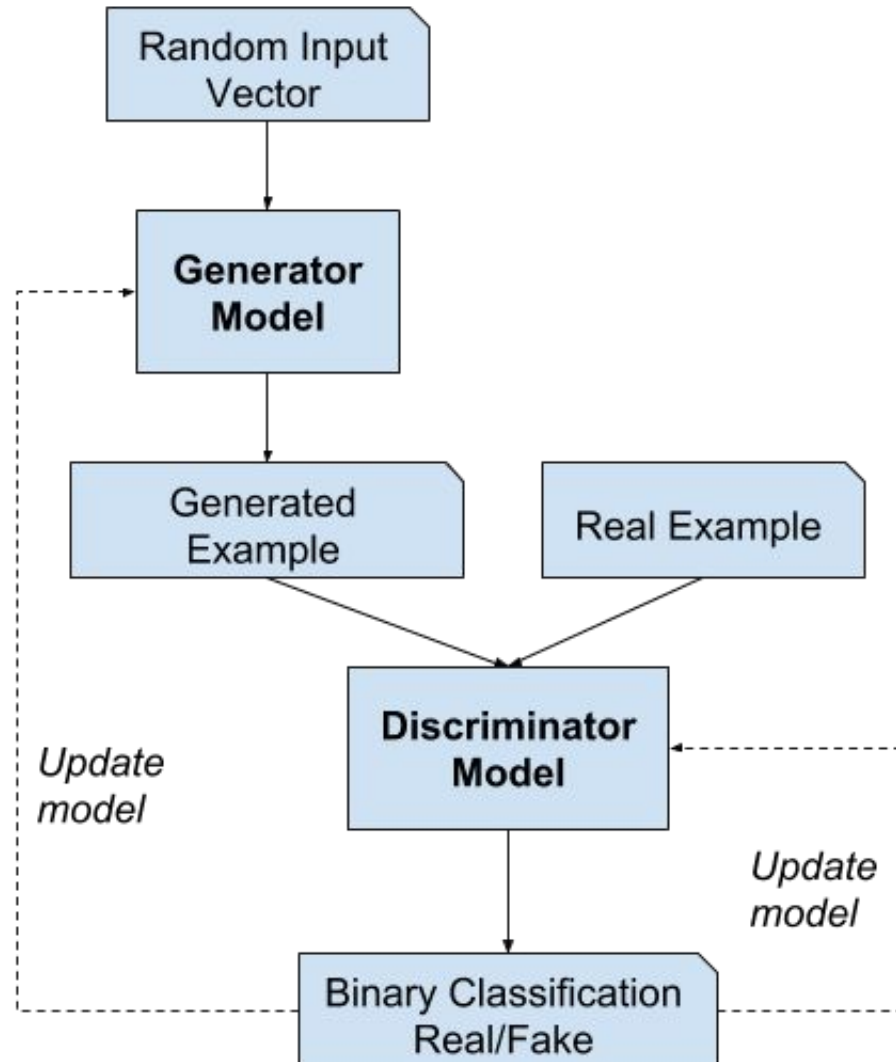 Random Input
Vector
Generator
Model
Generated
Example
Real Example
Discriminator
Model
Update
model
Update
model
Binary Classification
Real/Fake